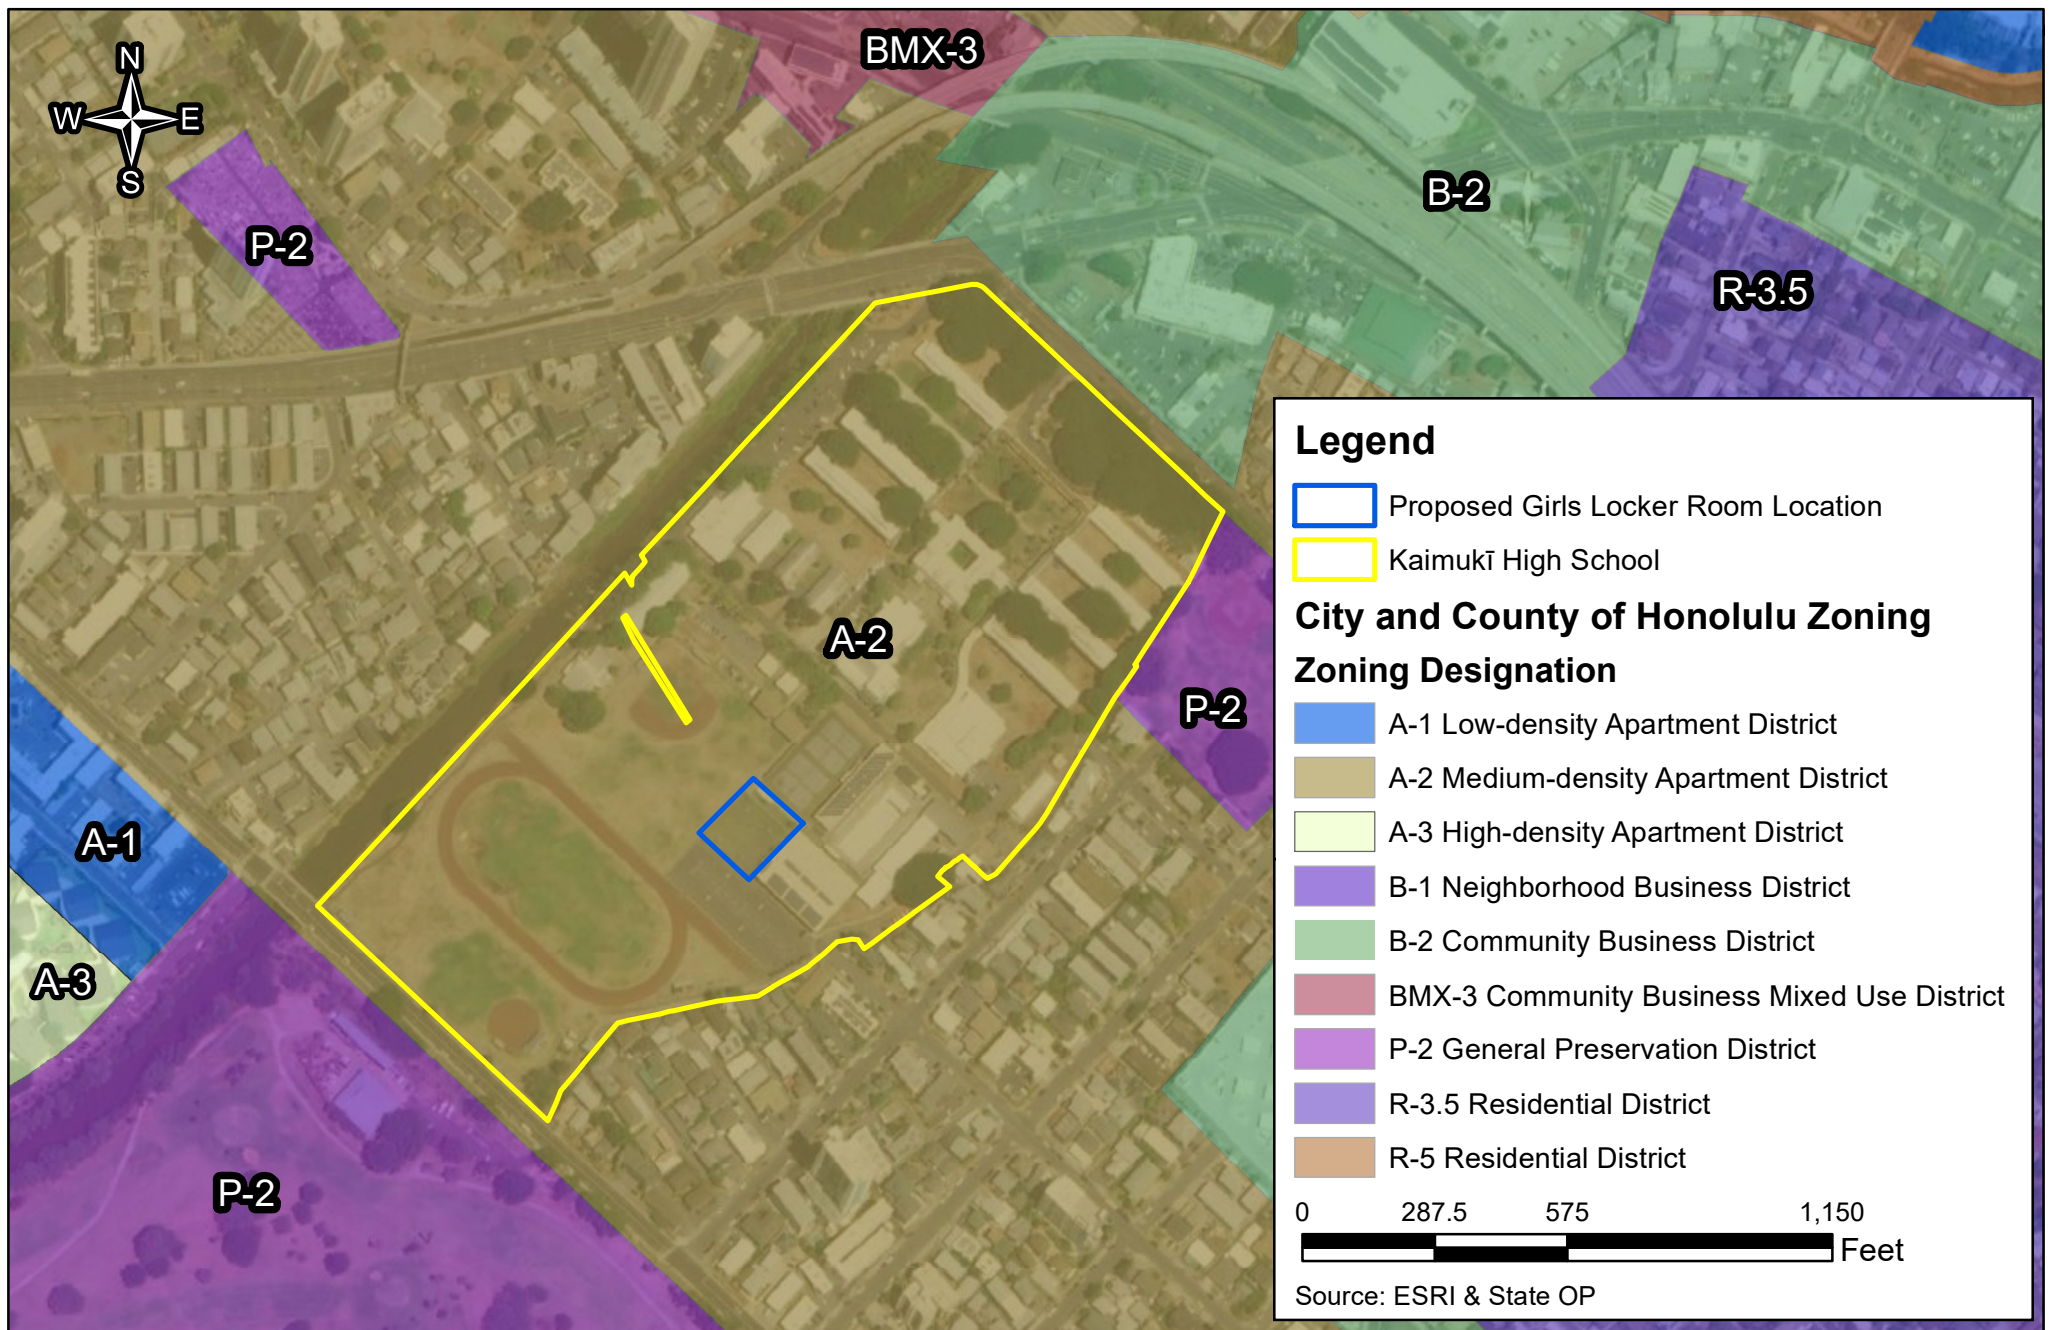 N
W E
S
BMX-3
B-2
P-2
R-3.5
A-2
P-2
A-1
A-3
P-2
Legend
Proposed Girls Locker Room Location
Kaimukī High School
City and County of Honolulu Zoning
Zoning Designation
A-1 Low-density Apartment District
A-2 Medium-density Apartment District
A-3 High-density Apartment District
B-1 Neighborhood Business District
B-2 Community Business District
BMX-3 Community Business Mixed Use District
P-2 General Preservation District
R-3.5 Residential District
R-5 Residential District
0 287.5 575 1,150
Feet
Source: ESRI & State OP